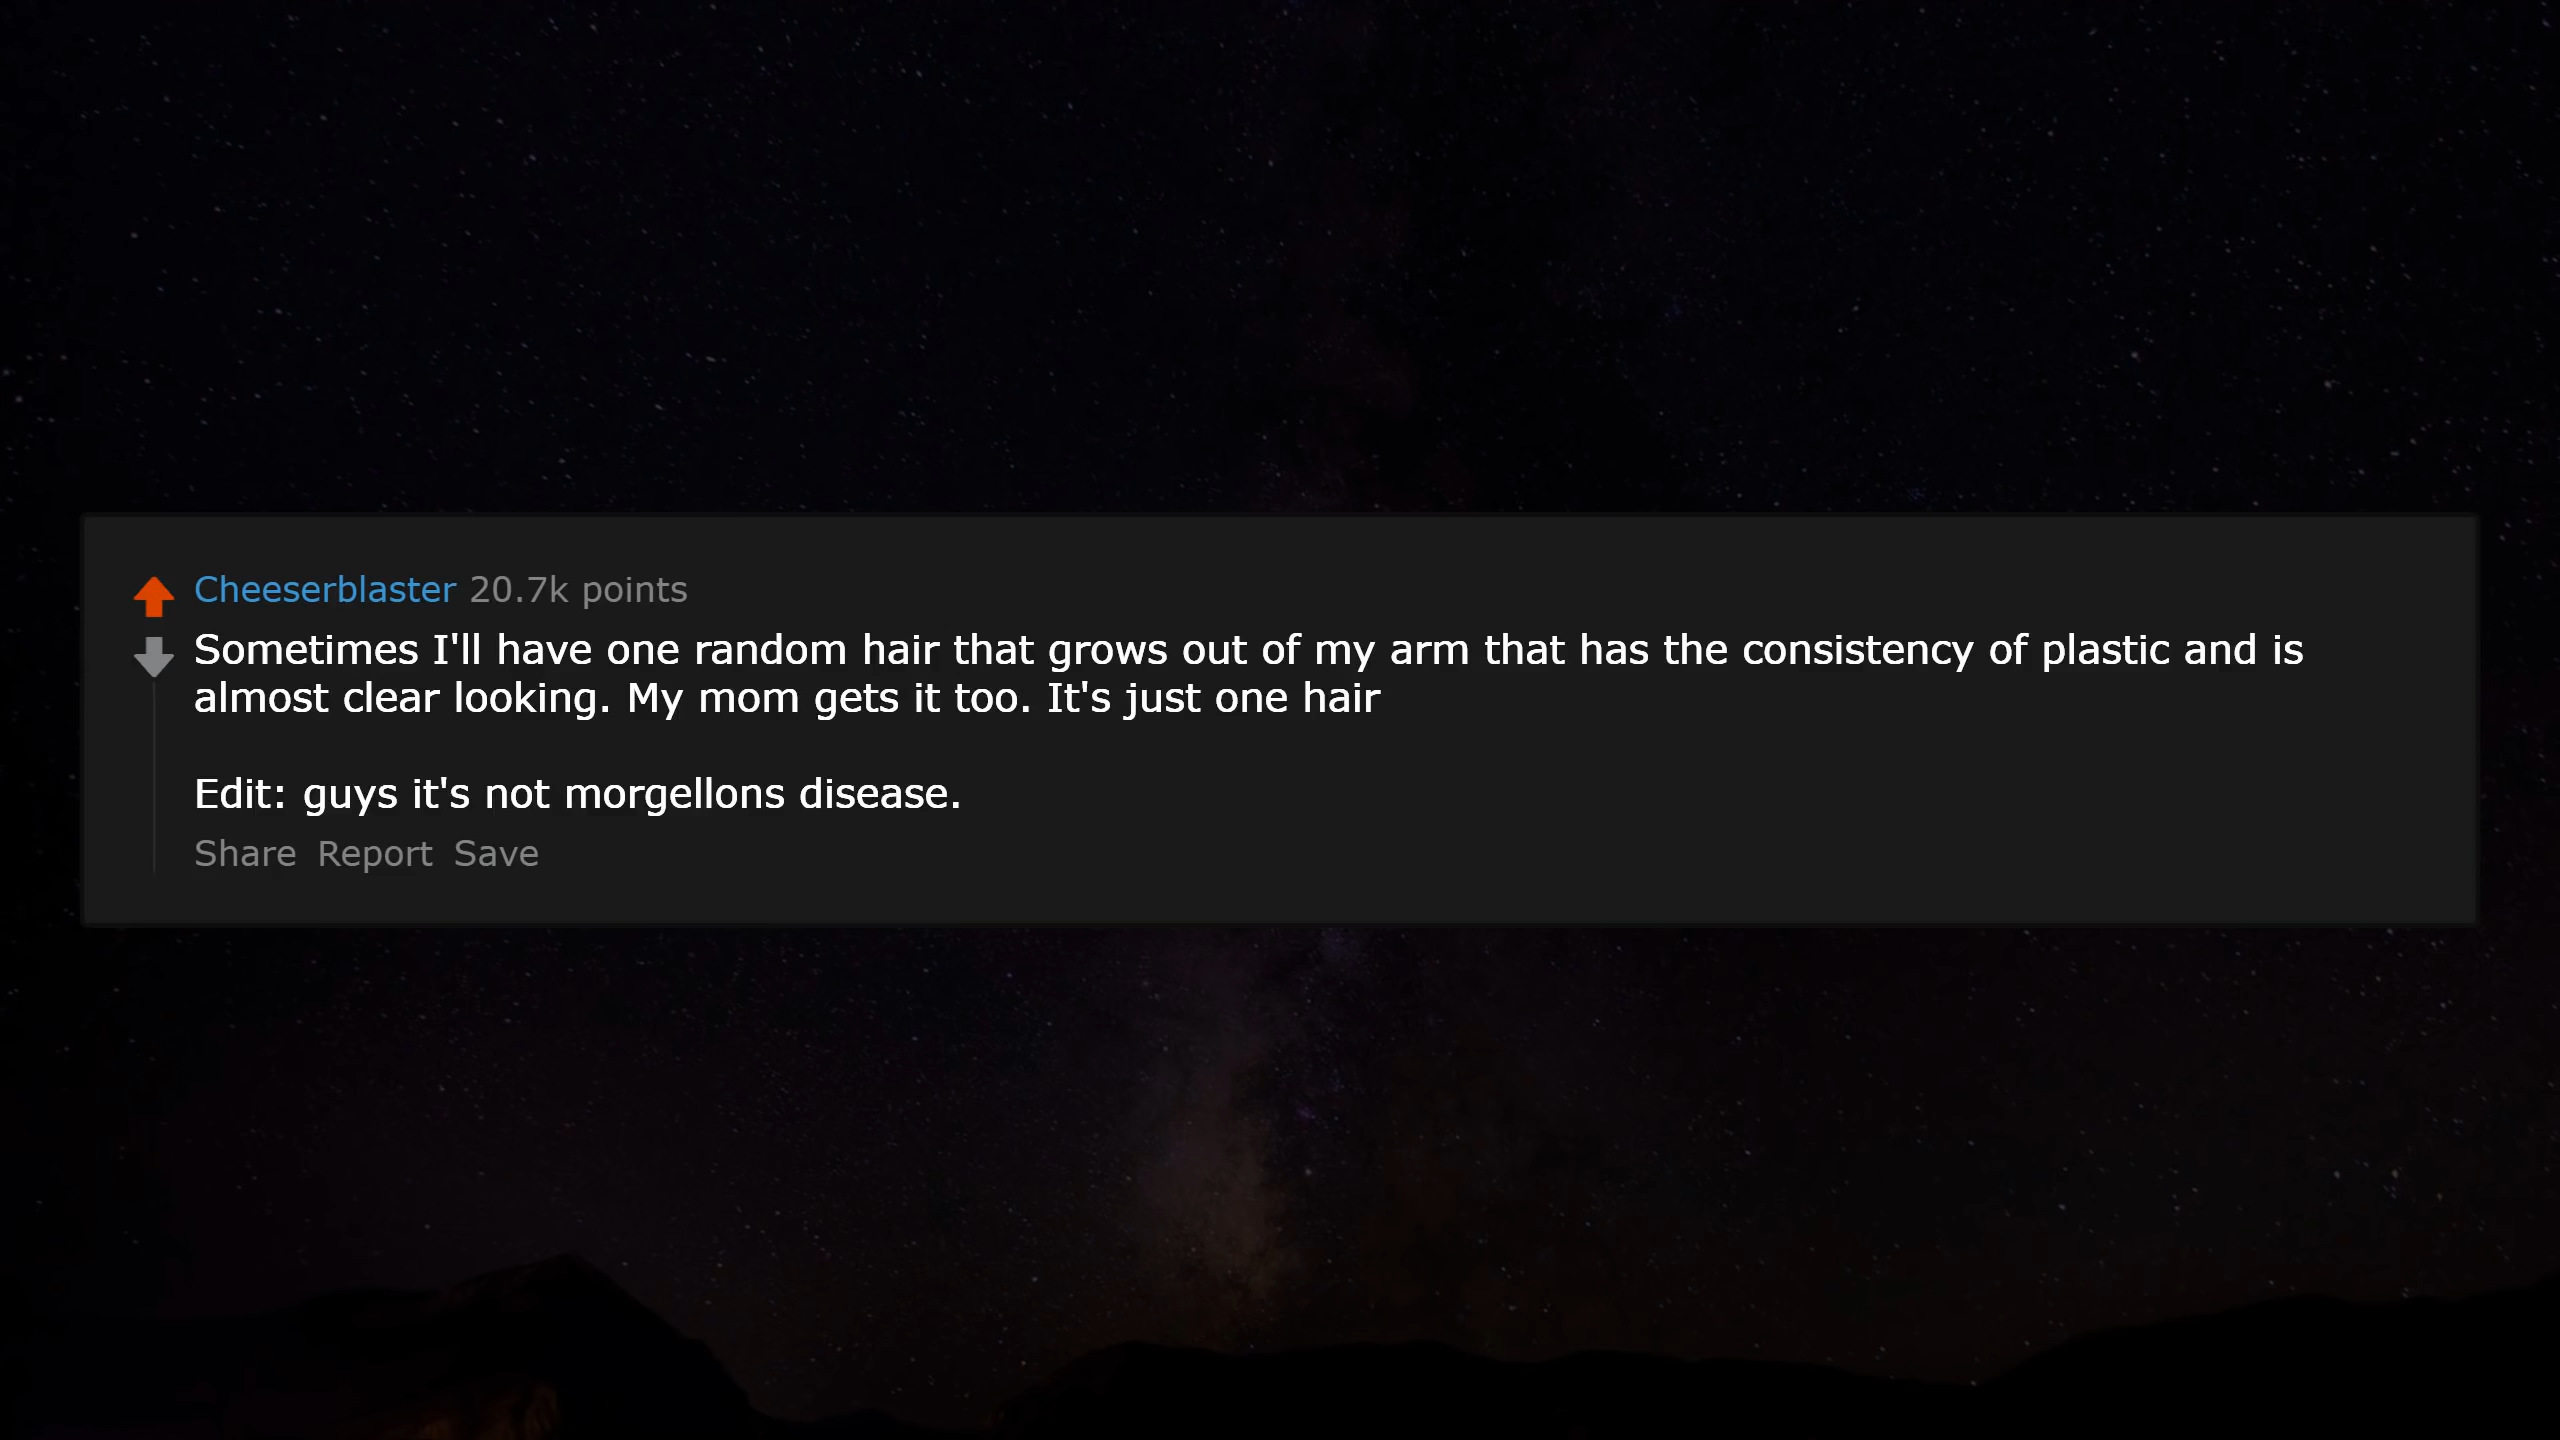 Cheeserblaster 20.7k points
Sometimes I'll have one random hair that grows out of my arm that has the consistency of plastic and is
almost clear looking. My mom gets it too. It's just one hair
Edit: guys it's not morgellons disease.
Share Report Save